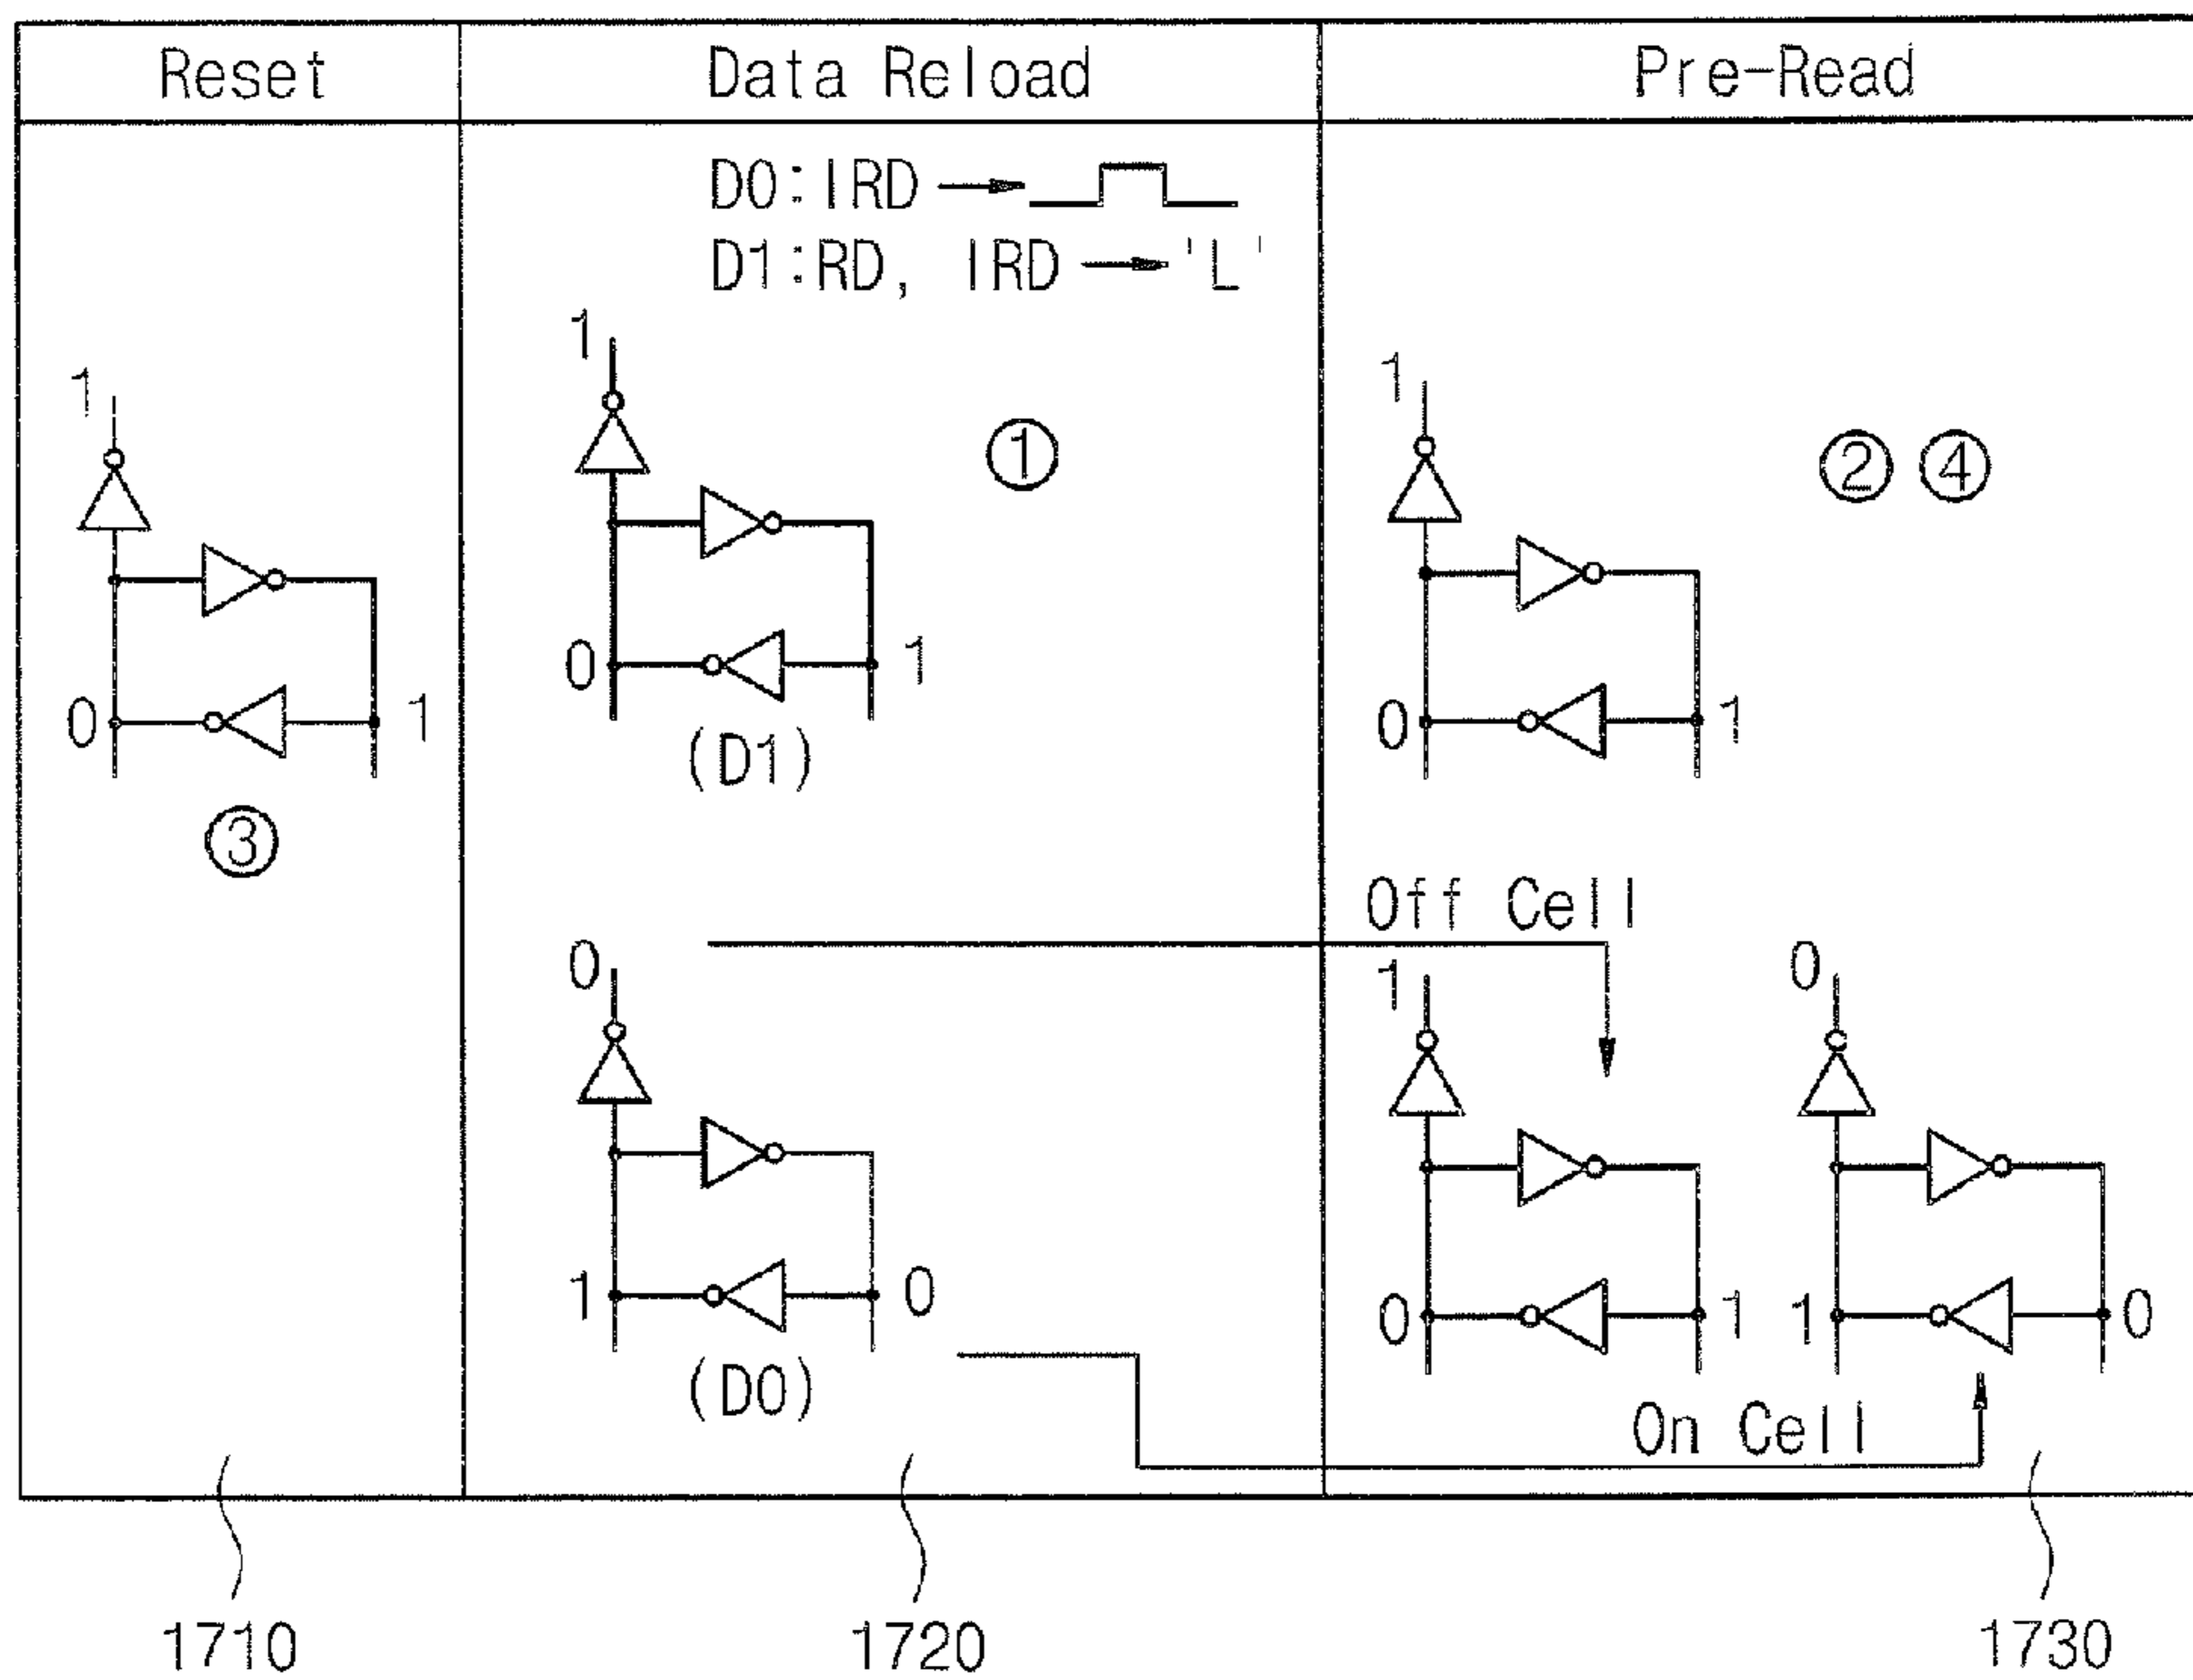 Reset Data Reload Pre-Read
D0:IRD
D1:RD, IRD 'L'
1
0 1
③
1
①
0 1
(D1)
0
1 0
(D0)
1
② ④
0 1
Off Cell
1 0
0 1 1 0
On Cell
1710 1720 1730